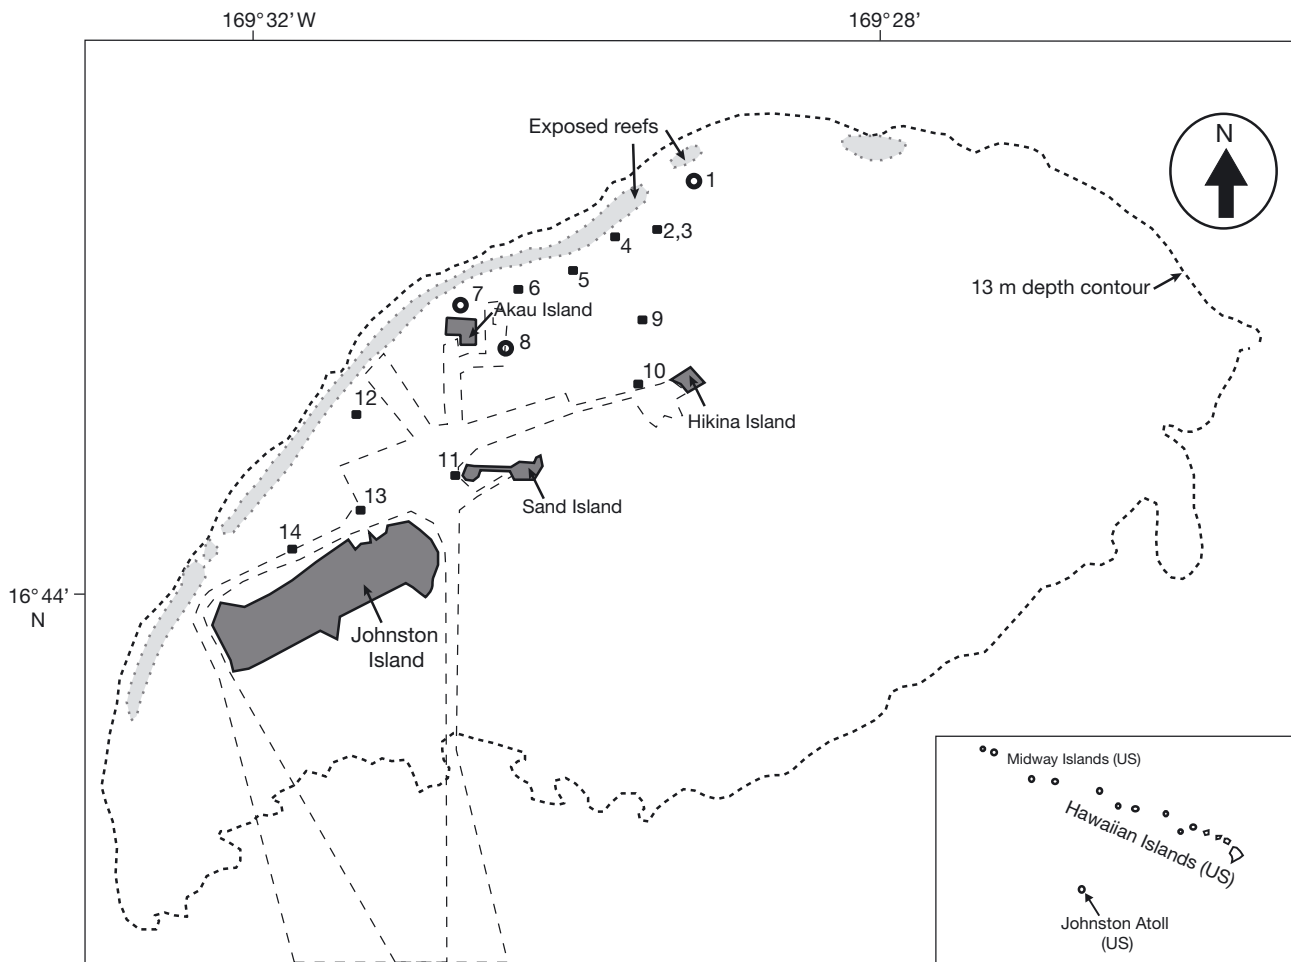 169° 32’ W
169° 28’
N
Exposed reefs
1
2,3
4
5
13 m depth contour
6
7
Akau Island
8
9
10
12
Hikina Island
11
Sand Island
13
14
16° 44’
N
Johnston
Island
Midway Islands (US)
Hawaiian Islands (US)
Johnston Atoll
(US)